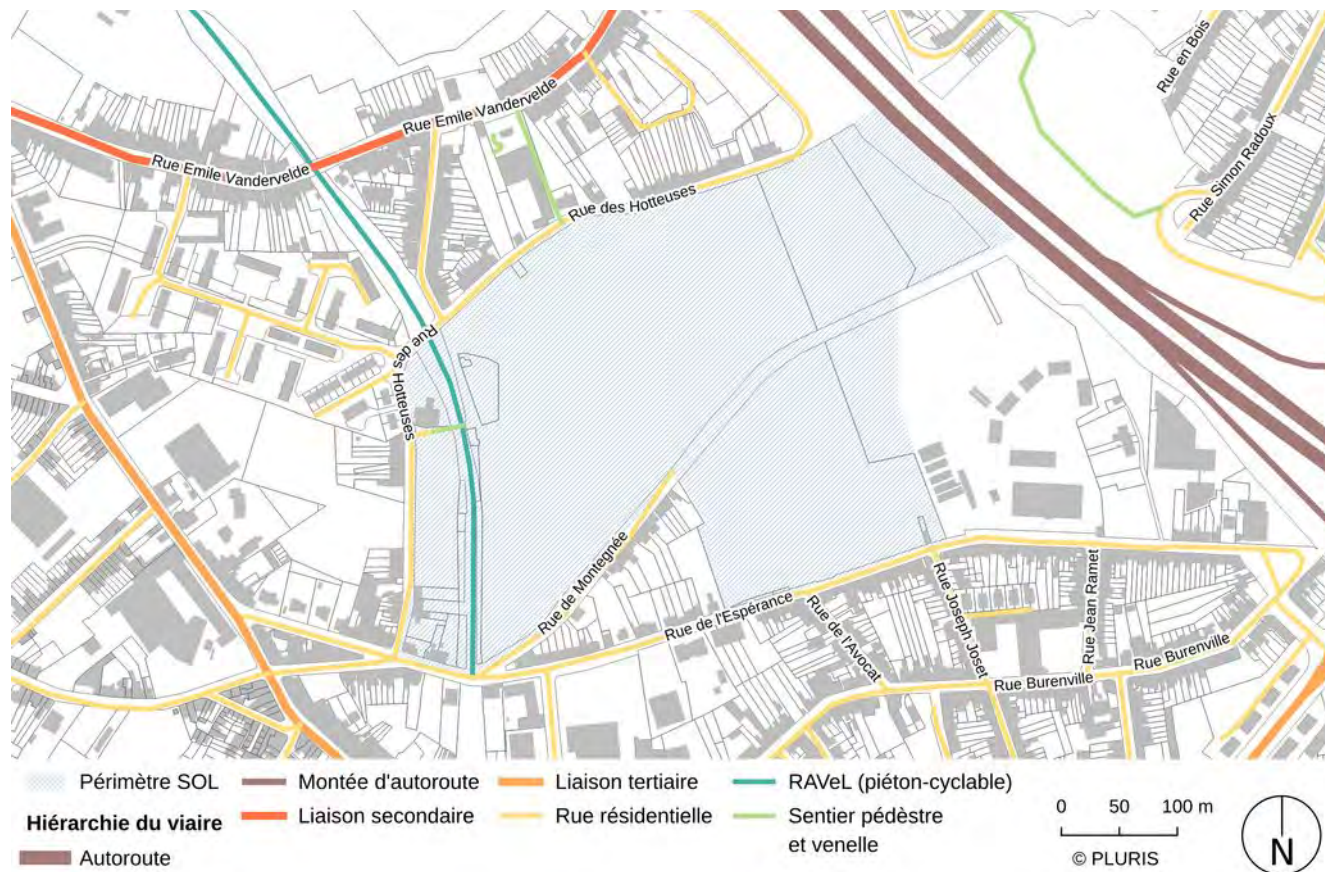 Rue en Bois
Rue Emile Vandervelde
Rue Simon Radoux
Rue Emile Vandervelde
Rue des Hotteuses
Rue des Hotteuses
Rue de Montegnée
Rue de l'Espérance
Rue de l'Avocat
Rue Joseph Joset
Rue Jean Ramet
Rue Burenville
Rue Burenville
Périmètre SOL
Hiérarchie du viaire
Autoroute
Montée d'autoroute
Liaison secondaire
Liaison tertiaire
Rue résidentielle
RAVeL (piéton-cyclable)
Sentier pédèstre
et venelle
0 50 100 m
© PLURIS
N